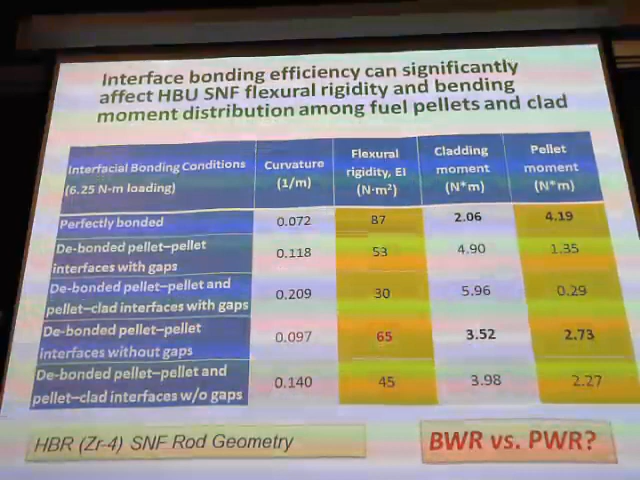 Interface bonding efficiency can significantly
affect HBU SNF flexural rigidity and bending
moment distribution among fuel pellets and clad
Interfacial Bonding Conditions
(6.25 N-m loading)
Curvature
(1/m)
Flexural
rigidity, EI
(N·m²)
Cladding
moment
(N*m)
Pellet
moment
(N*m)
Perfectly bonded 0.072 87 2.06 4.19
De-bonded pellet–pellet
interfaces with gaps
0.118 53 4.90 1.35
De-bonded pellet–pellet and
pellet-clad interfaces with gaps
0.209 30 5.96 0.29
De-bonded pellet–pellet
interfaces without gaps
0.097 65 3.52 2.73
De-bonded pellet–pellet and
pellet–clad interfaces w/o gaps
0.140 45 3.98 2.27
HBR (Zr-4) SNF Rod Geometry
BWR vs. PWR?